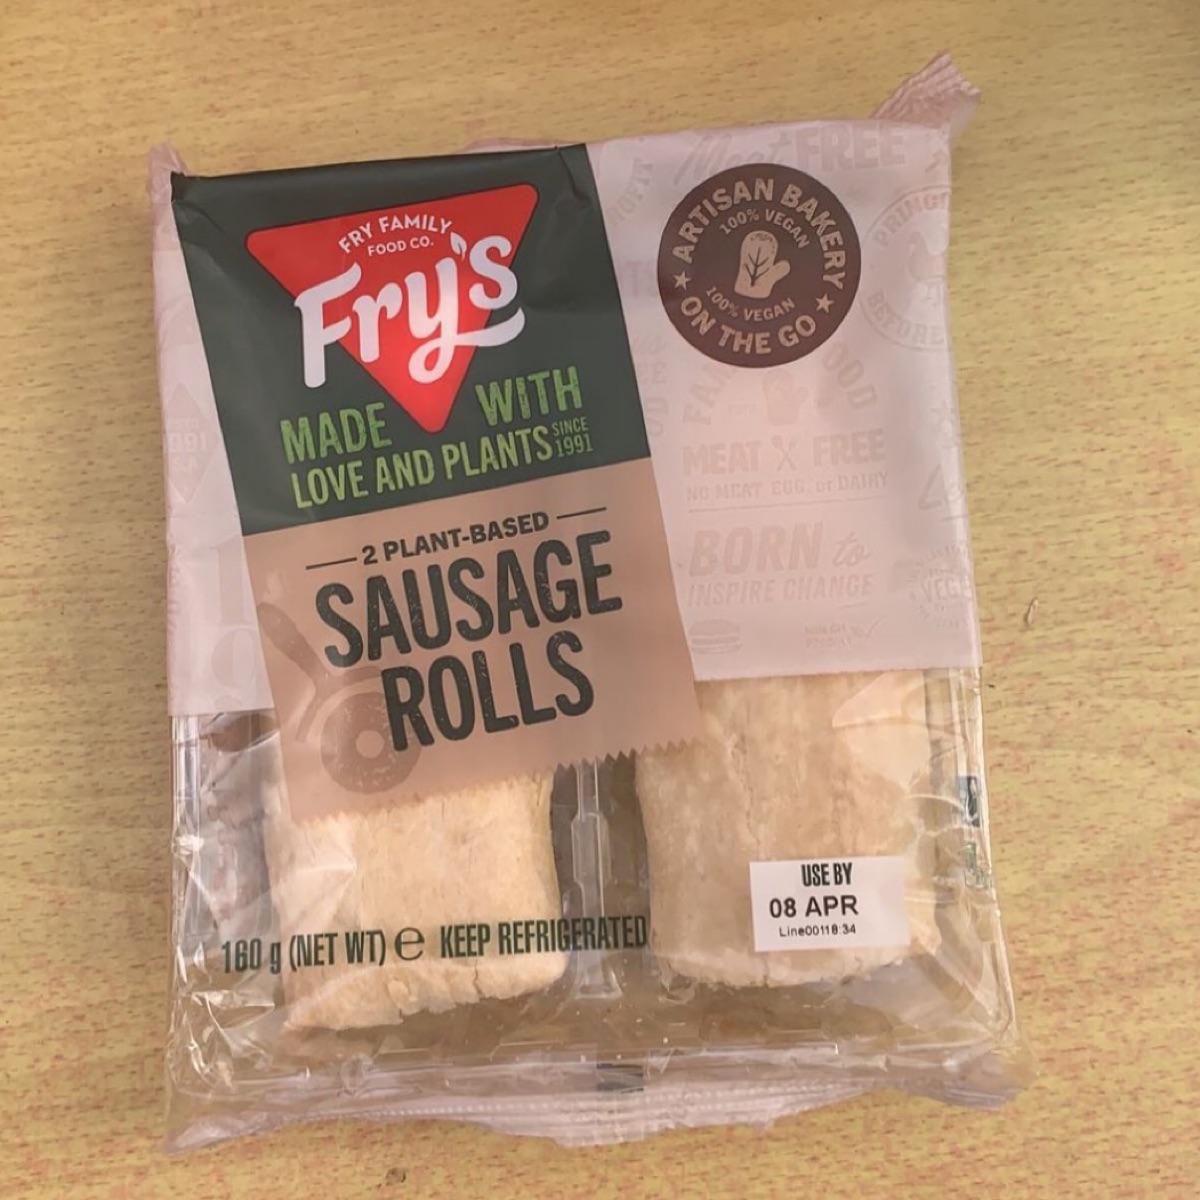 FRY FAMILY
FOOD CO.
Fry's
MADE WITH
LOVE AND PLANTS SINCE 1991
2 PLANT-BASED
SAUSAGE
ROLLS
160 g (NET WT) e KEEP REFRIGERATED
Meat FREE
ARTISAN BAKERY
100% VEGAN
100% VEGAN
ON THE GO
BEFORE
MEAT X FREE
NO MEAT EGG, or DAIRY
BORN to
INSPIRE CHANGE
USE BY
08 APR
Line00118:34